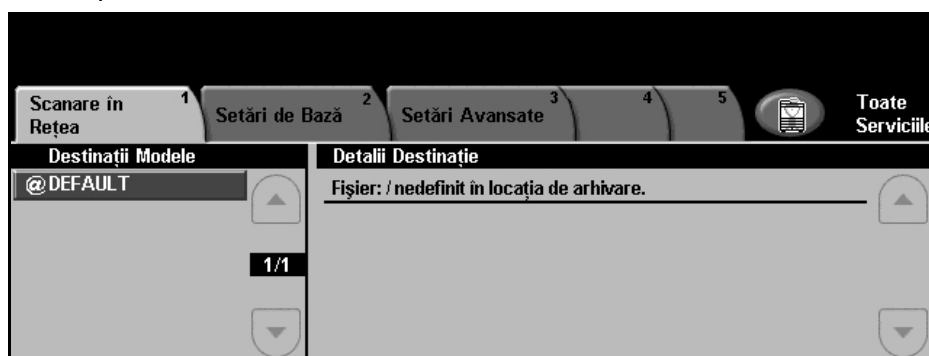 Scanare în Rețea 1
Setări de Bază 2
Setări Avansate 3
4
5
Toate Serviciile
Destinații Modele
Detalii Destinație
@DEFAULT
Fişier: / nedefinit în locația de arhivare.
1/1